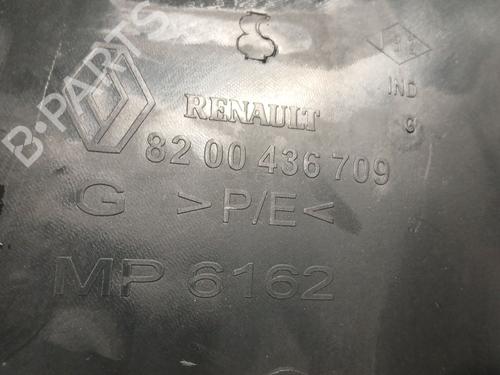 IND
G
RENAULT
82 00 436 709
G >P/E<
MP 6162
B-PARTS